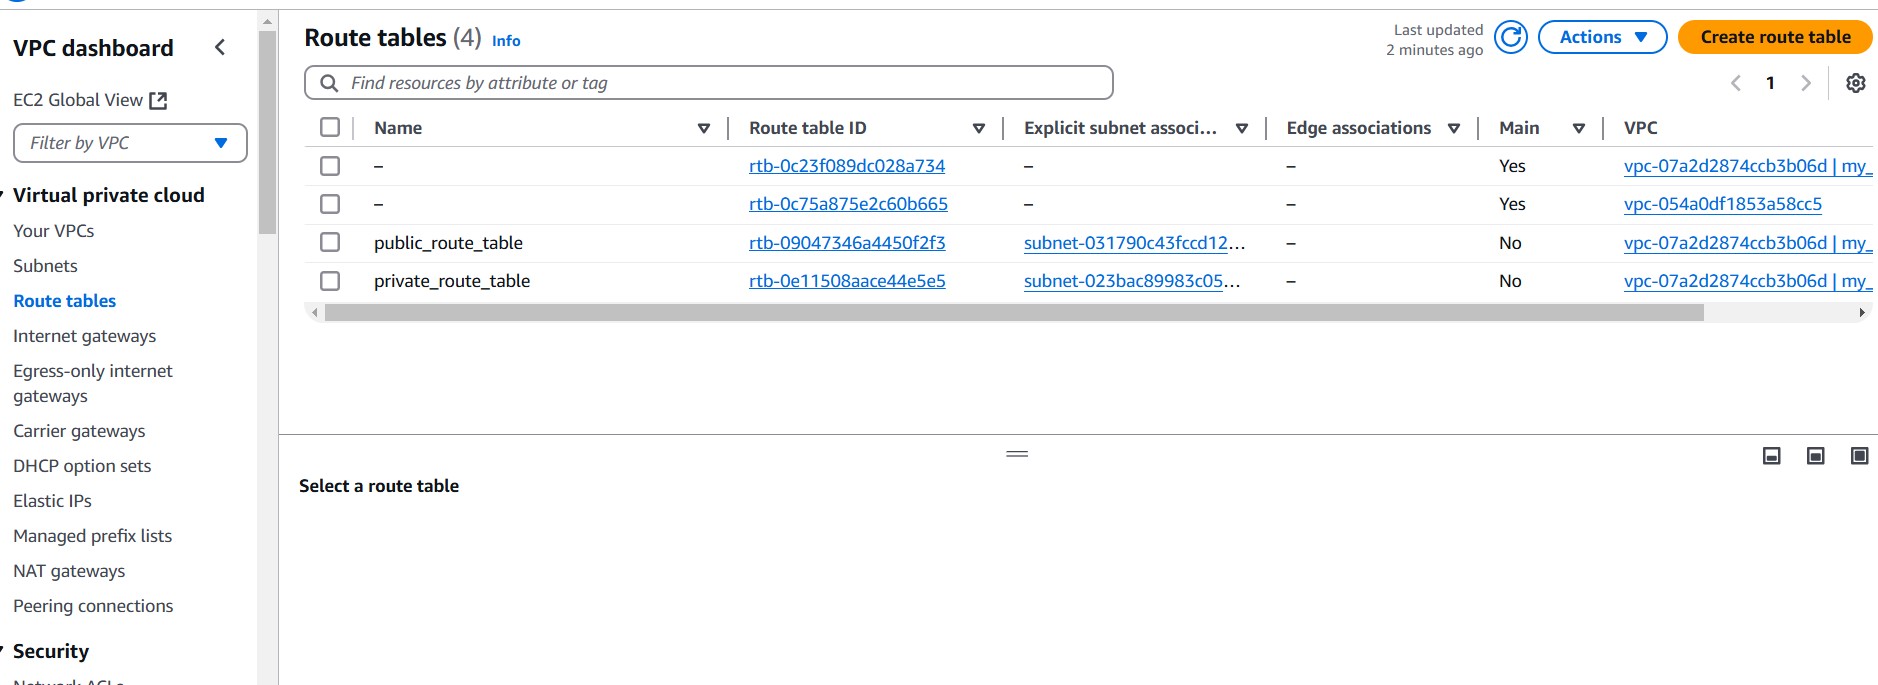 VPC dashboard
EC2 Global View
Filter by VPC
Virtual private cloud
Your VPCs
Subnets
Route tables
Internet gateways
Egress-only internet
gateways
Carrier gateways
DHCP option sets
Elastic IPs
Managed prefix lists
NAT gateways
Peering connections
Security
Route tables (4) Info
Last updated
2 minutes ago
Actions
Create route table
Find resources by attribute or tag
1
Name Route table ID Explicit subnet associ... Edge associations Main VPC
– rtb-0c23f089dc028a734 – – Yes vpc-07a2d2874ccb3b06d | my_
– rtb-0c75a875e2c60b665 – – Yes vpc-054a0df1853a58cc5
public_route_table rtb-09047346a4450f2f3 subnet-031790c43fccd12... – No vpc-07a2d2874ccb3b06d | my_
private_route_table rtb-0e11508aace44e5e5 subnet-023bac89983c05... – No vpc-07a2d2874ccb3b06d | my_
Select a route table